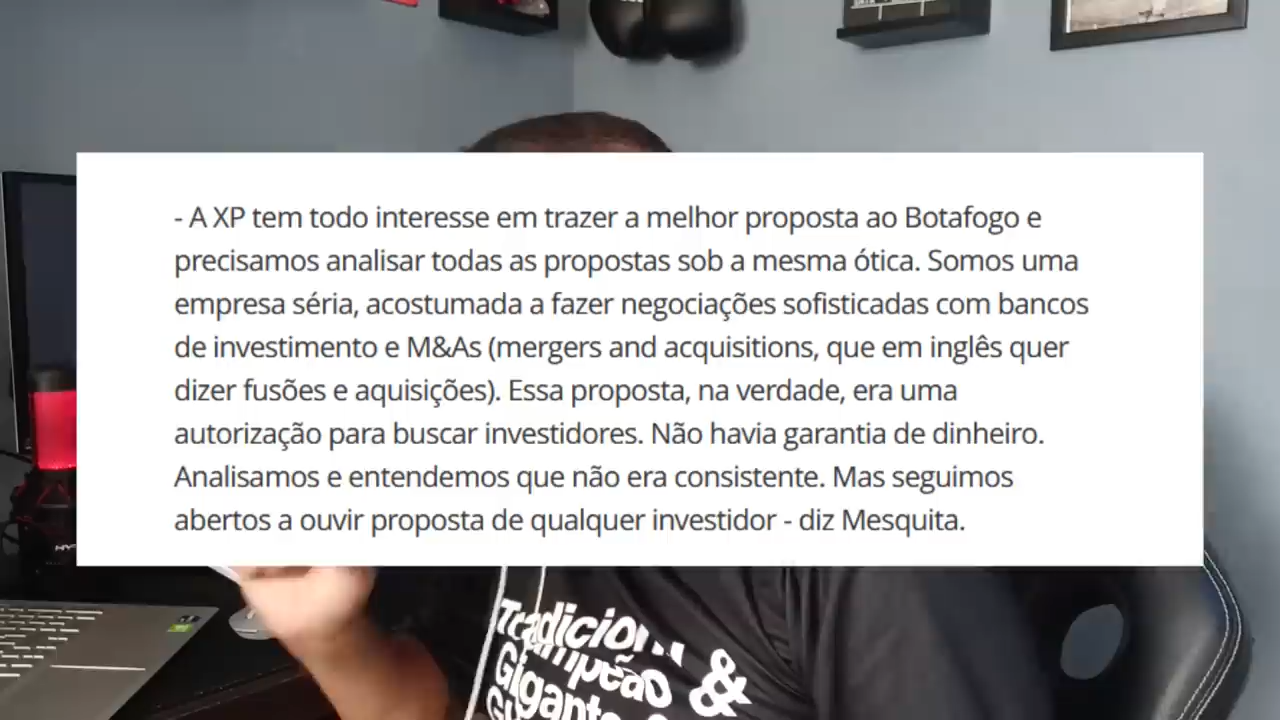 - A XP tem todo interesse em trazer a melhor proposta ao Botafogo e
precisamos analisar todas as propostas sob a mesma ótica. Somos uma
empresa séria, acostumada a fazer negociações sofisticadas com bancos
de investimento e M&As (mergers and acquisitions, que em inglês quer
dizer fusões e aquisições). Essa proposta, na verdade, era uma
autorização para buscar investidores. Não havia garantia de dinheiro.
Analisamos e entendemos que não era consistente. Mas seguimos
abertos a ouvir proposta de qualquer investidor - diz Mesquita.
&